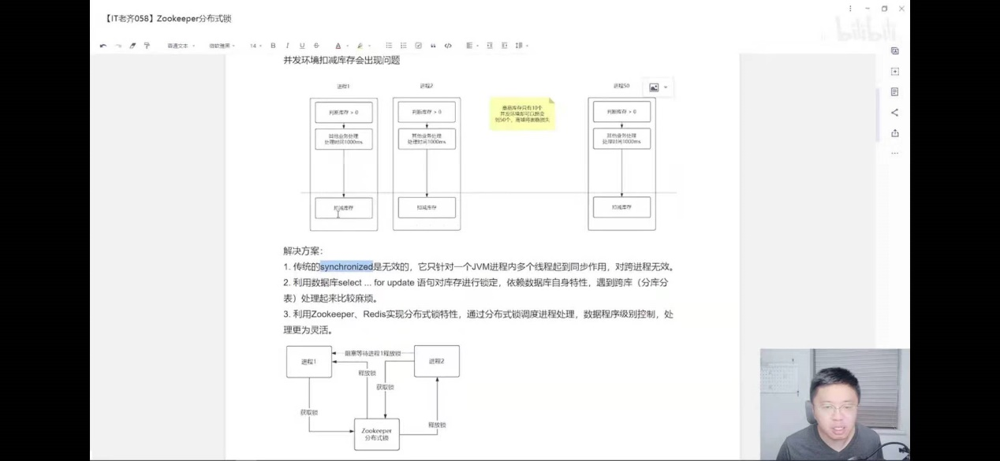 【IT老齐058】Zookeeper分布式锁
bilibili
普通文本 微软雅黑 14 B I U S A
并发环境扣减库存会出现问题
进程1 进程2 进程50
判断库存 > 0 判断库存 > 0 判断库存 > 0
其他业务处理 其他业务处理 其他业务处理
处理时间1000ms 处理时间1000ms 处理时间1000ms
库存只有10个
扣减库存 扣减库存 扣减库存
解决方案：
1. 传统的synchronized是无效的，它只针对一个JVM进程内多个线程起到同步作用，对跨进程无效。
2. 利用数据库select ... for update 语句对库存进行锁定，依赖数据库自身特性，遇到跨库（分库分
表）处理起来比较麻烦。
3. 利用Zookeeper、Redis实现分布式锁特性，通过分布式锁调度进程处理，数据程序级别控制，处
理更为灵活。
进程1 阻塞等待进程1释放锁 进程2
释放锁
获取锁
获取锁
释放锁
Zookeeper
分布式锁